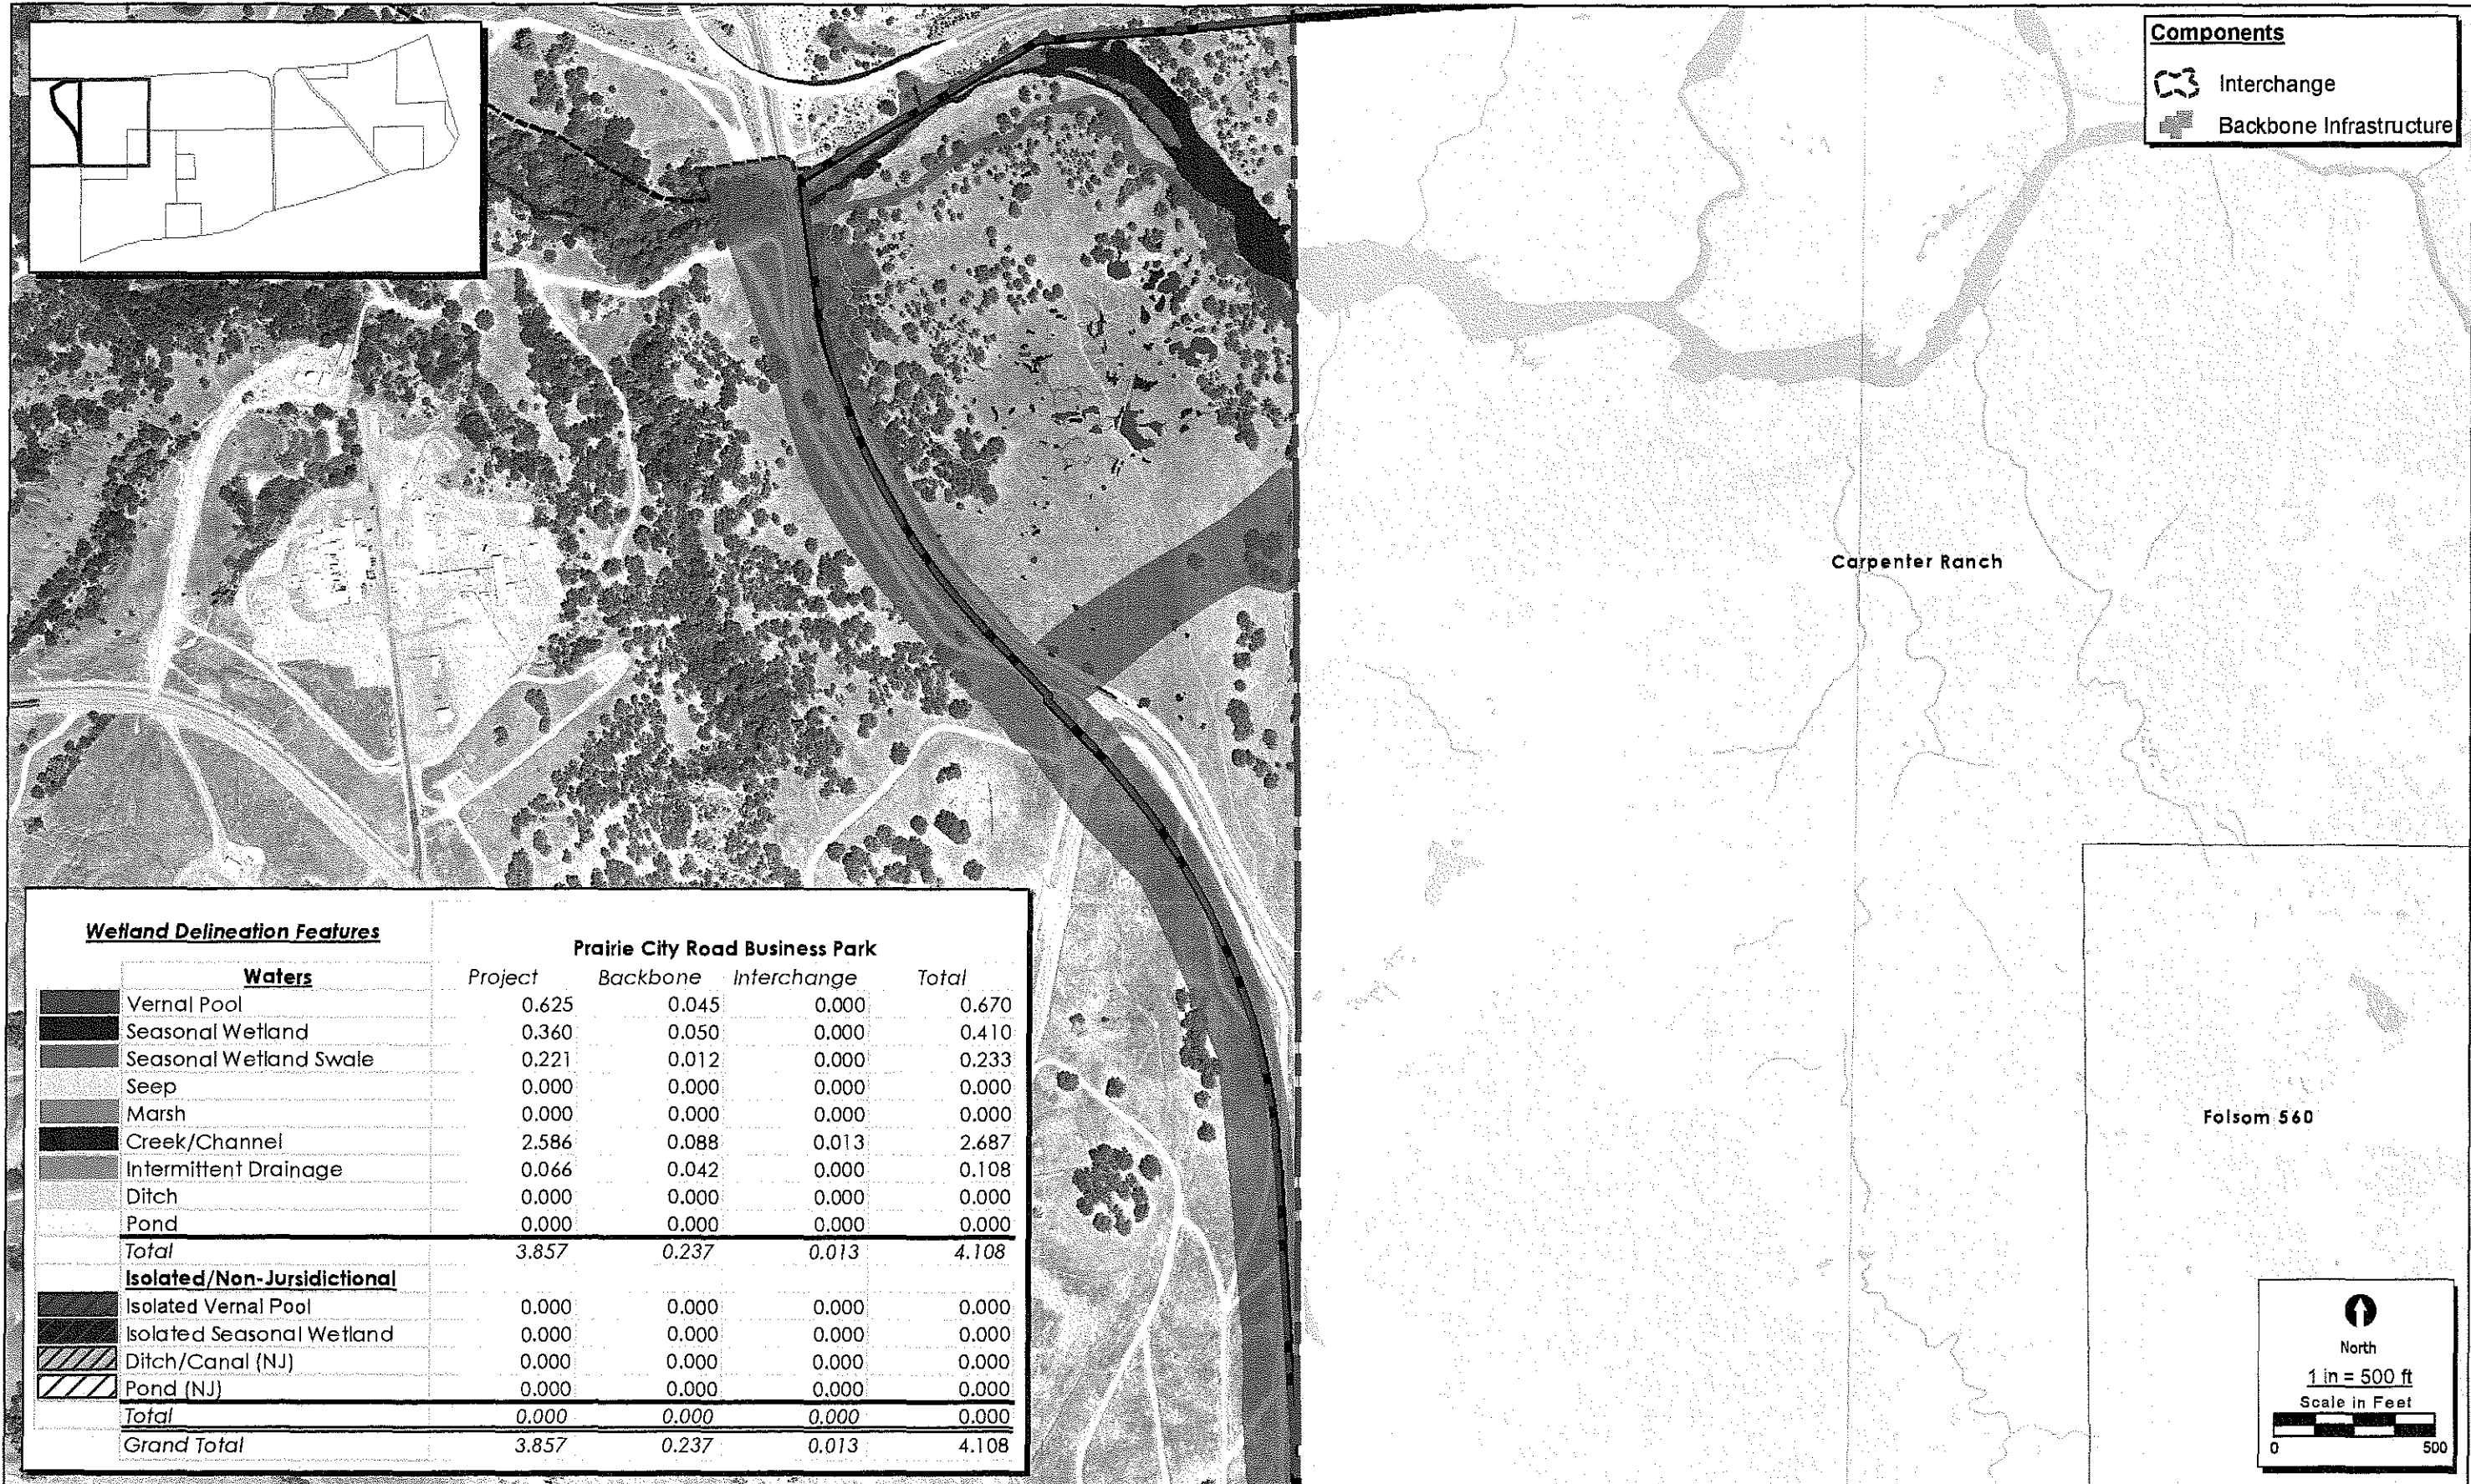 Components
Interchange
Backbone Infrastructure
Carpenter Ranch
Folsom 560
Wetland Delineation Features
Prairie City Road Business Park
Waters Project Backbone Interchange Total
Vernal Pool 0.625 0.045 0.000 0.670
Seasonal Wetland 0.360 0.050 0.000 0.410
Seasonal Wetland Swale 0.221 0.012 0.000 0.233
Seep 0.000 0.000 0.000 0.000
Marsh 0.000 0.000 0.000 0.000
Creek/Channel 2.586 0.088 0.013 2.687
Intermittent Drainage 0.066 0.042 0.000 0.108
Ditch 0.000 0.000 0.000 0.000
Pond 0.000 0.000 0.000 0.000
Total 3.857 0.237 0.013 4.108
Isolated/Non-Jursidictional
Isolated Vernal Pool 0.000 0.000 0.000 0.000
Isolated Seasonal Wetland 0.000 0.000 0.000 0.000
Ditch/Canal (NJ) 0.000 0.000 0.000 0.000
Pond (NJ) 0.000 0.000 0.000 0.000
Total 0.000 0.000 0.000 0.000
Grand Total 3.857 0.237 0.013 4.108
North
1 in = 500 ft
Scale in Feet
0 500